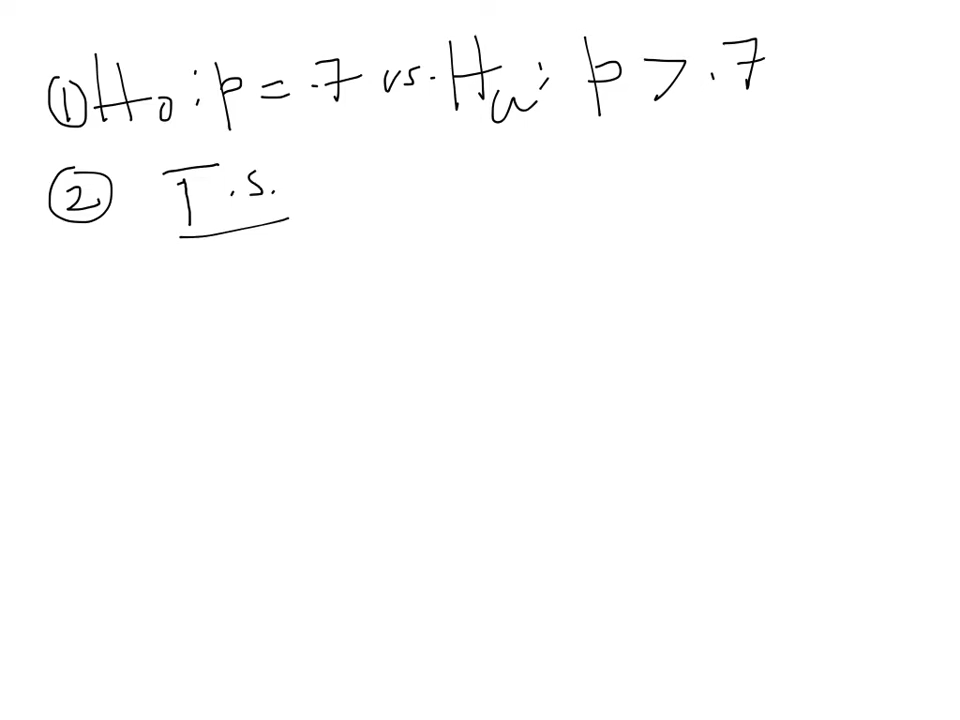 ① H₀ : p = .7 vs. Hₐ : p > .7
② T.S.